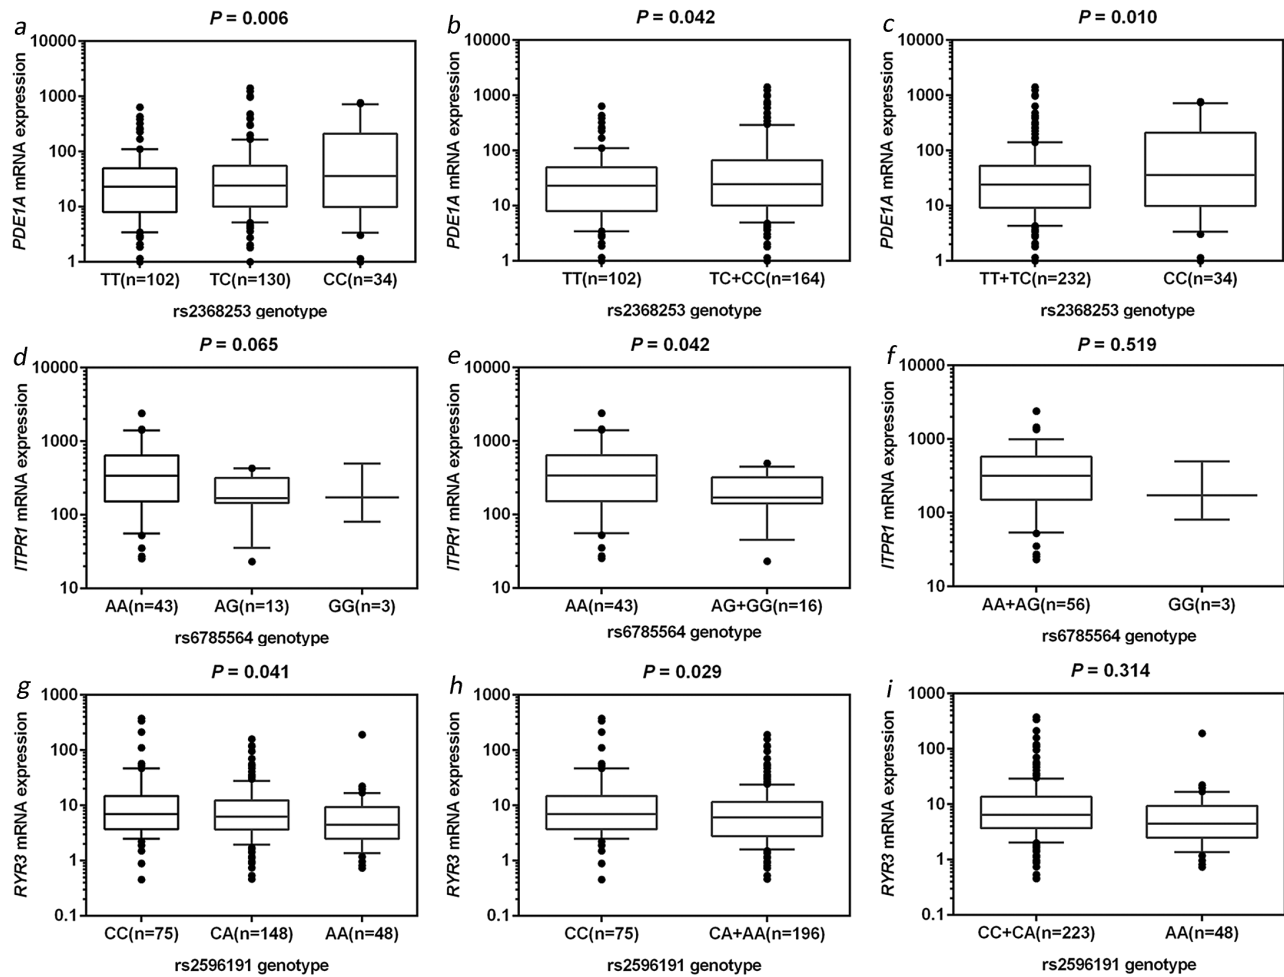 a
P = 0.006
PDE1A mRNA expression
10000
1000
100
10
1
TT(n=102) TC(n=130) CC(n=34)
rs2368253 genotype
b
P = 0.042
PDE1A mRNA expression
10000
1000
100
10
1
TT(n=102) TC+CC(n=164)
rs2368253 genotype
c
P = 0.010
PDE1A mRNA expression
10000
1000
100
10
1
TT+TC(n=232) CC(n=34)
rs2368253 genotype
d
P = 0.065
ITPR1 mRNA expression
10000
1000
100
10
AA(n=43) AG(n=13) GG(n=3)
rs6785564 genotype
e
P = 0.042
ITPR1 mRNA expression
10000
1000
100
10
AA(n=43) AG+GG(n=16)
rs6785564 genotype
f
P = 0.519
ITPR1 mRNA expression
10000
1000
100
10
AA+AG(n=56) GG(n=3)
rs6785564 genotype
g
P = 0.041
RYR3 mRNA expression
1000
100
10
1
0.1
CC(n=75) CA(n=148) AA(n=48)
rs2596191 genotype
h
P = 0.029
RYR3 mRNA expression
1000
100
10
1
0.1
CC(n=75) CA+AA(n=196)
rs2596191 genotype
i
P = 0.314
RYR3 mRNA expression
1000
100
10
1
0.1
CC+CA(n=223) AA(n=48)
rs2596191 genotype